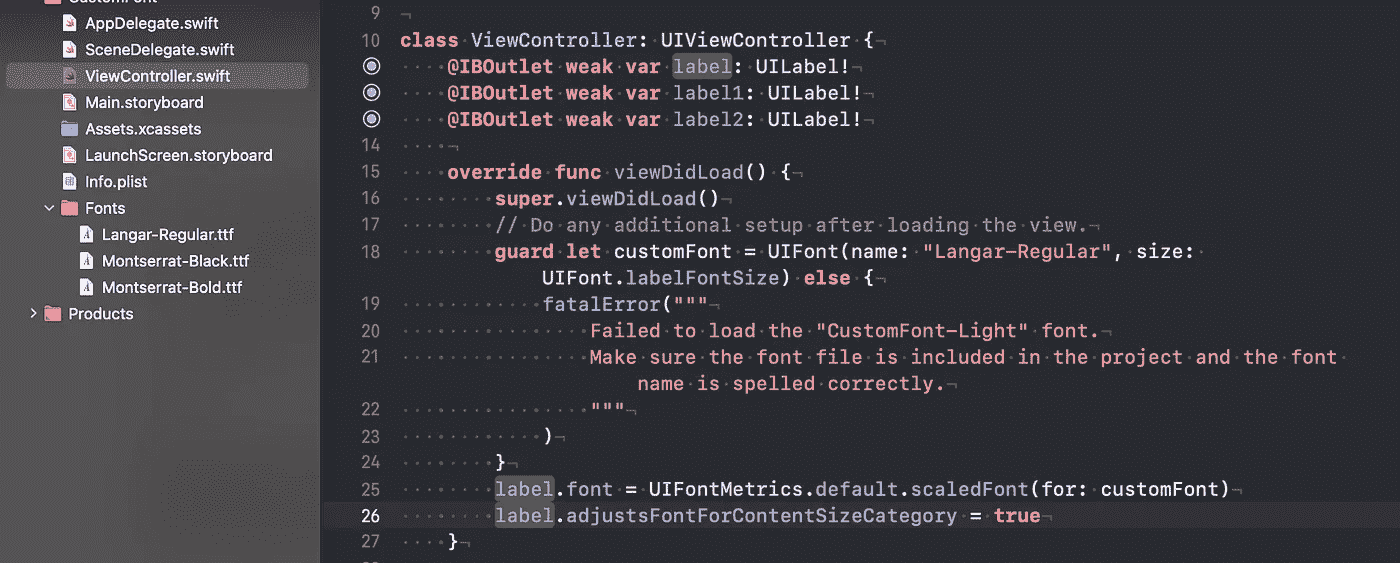 CustomFont
AppDelegate.swift
SceneDelegate.swift
ViewController.swift
Main.storyboard
Assets.xcassets
LaunchScreen.storyboard
Info.plist
Fonts
Langar-Regular.ttf
Montserrat-Black.ttf
Montserrat-Bold.ttf
Products
9
10 class ViewController: UIViewController {
@IBOutlet weak var label: UILabel!
@IBOutlet weak var label1: UILabel!
@IBOutlet weak var label2: UILabel!
14
15 override func viewDidLoad() {
16 super.viewDidLoad()
17 // Do any additional setup after loading the view.
18 guard let customFont = UIFont(name: "Langar-Regular", size:
UIFont.labelFontSize) else {
19 fatalError("""
20 Failed to load the "CustomFont-Light" font.
21 Make sure the font file is included in the project and the font
name is spelled correctly.
22 """
23 )
24 }
25 label.font = UIFontMetrics.default.scaledFont(for: customFont)
26 label.adjustsFontForContentSizeCategory = true
27 }